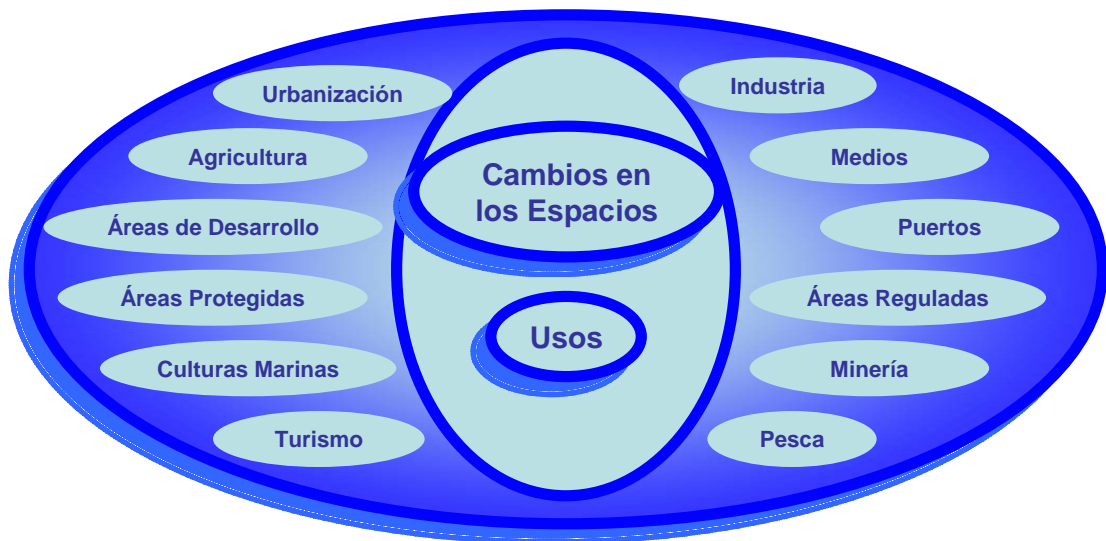 Urbanización
Industria
Agricultura
Medios
Cambios en
los Espacios
Áreas de Desarrollo
Puertos
Áreas Protegidas
Áreas Reguladas
Usos
Culturas Marinas
Minería
Turismo
Pesca